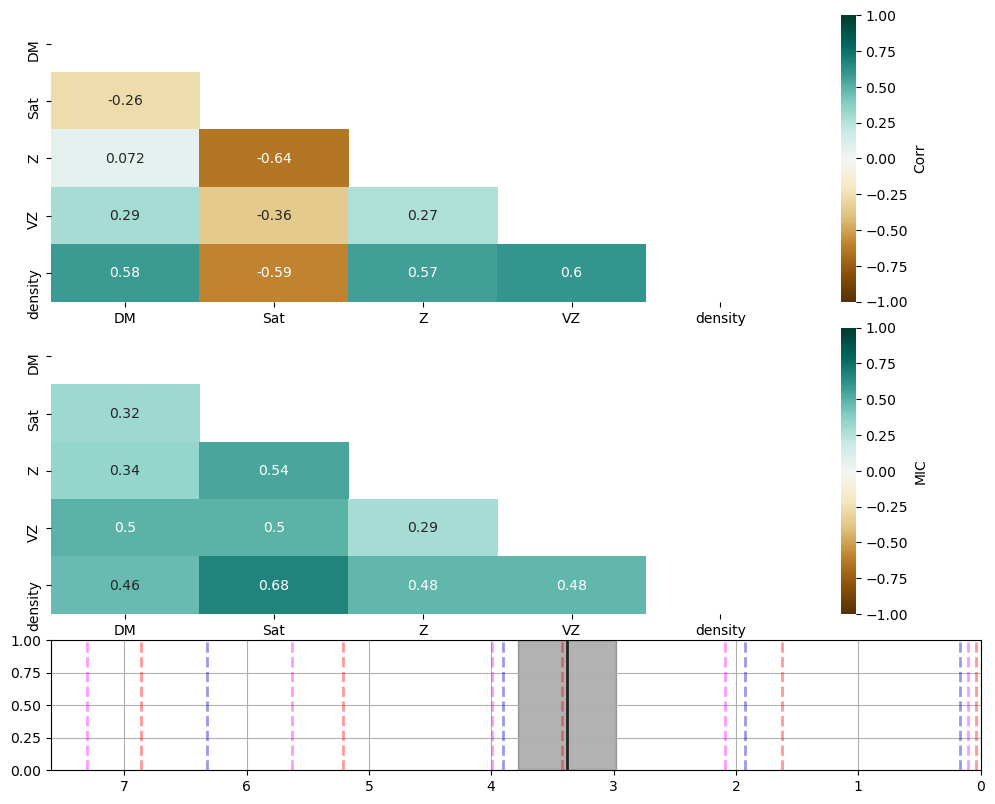 DM
Sat
Z
VZ
density
-0.26
0.072 -0.64
0.29 -0.36 0.27
0.58 -0.59 0.57 0.6
DM Sat Z VZ density
1.00
0.75
0.50
0.25
0.00
−0.25
−0.50
−0.75
−1.00
Corr
DM
Sat
Z
VZ
density
0.32
0.34 0.54
0.5 0.5 0.29
0.46 0.68 0.48 0.48
DM Sat Z VZ density
1.00
0.75
0.50
0.25
0.00
−0.25
−0.50
−0.75
−1.00
MIC
1.00
0.75
0.50
0.25
0.00
7 6 5 4 3 2 1 0